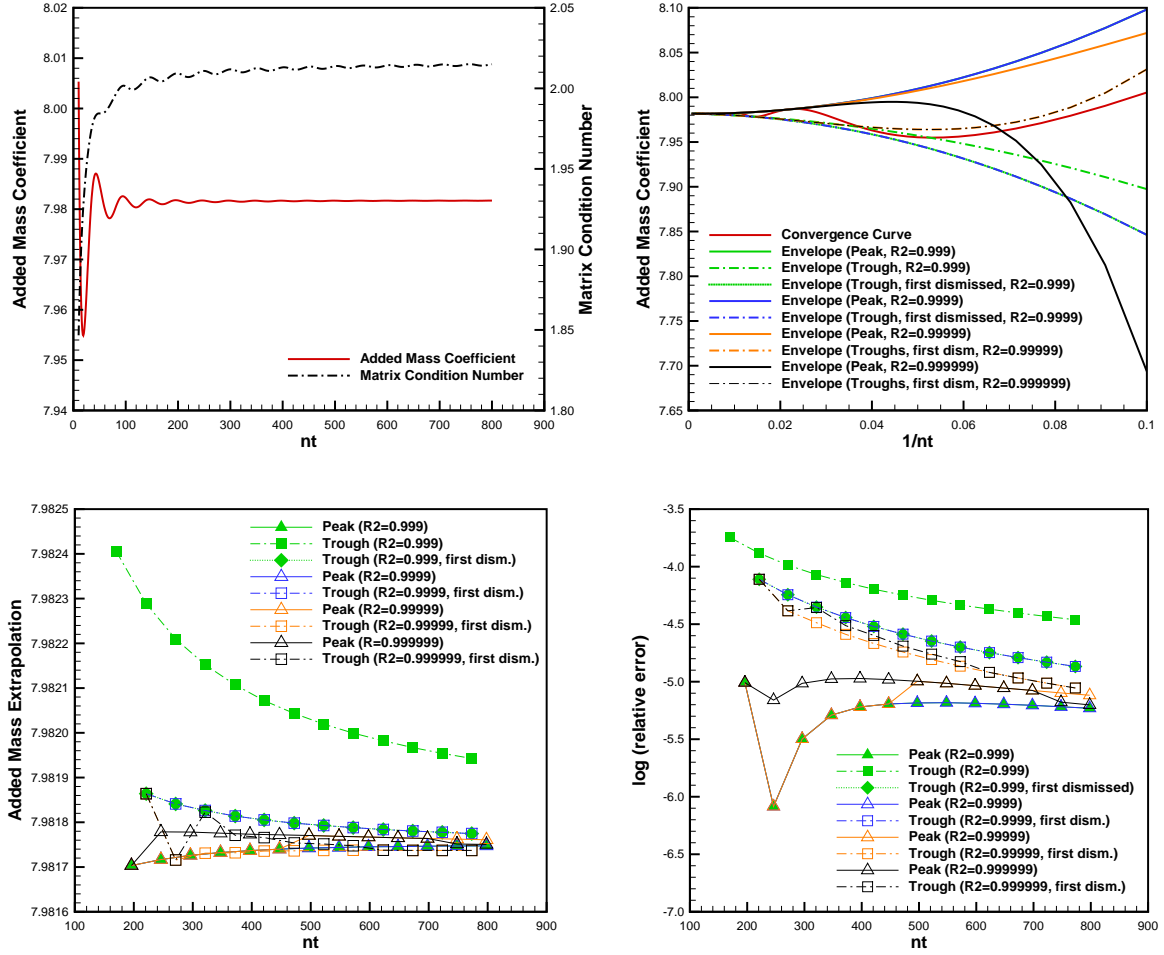 8.02
8.01
8.00
7.99
7.98
7.97
7.96
7.95
7.94
Added Mass Coefficient
2.05
2.00
1.95
1.90
1.85
1.80
Matrix Condition Number
Added Mass Coefficient
Matrix Condition Number
0 100 200 300 400 500 600 700 800 900
nt
8.10
8.05
8.00
7.95
7.90
7.85
7.80
7.75
7.70
7.65
Added Mass Coefficient
Convergence Curve
Envelope (Peak, R2=0.999)
Envelope (Trough, R2=0.999)
Envelope (Trough, first dismissed, R2=0.999)
Envelope (Peak, R2=0.9999)
Envelope (Trough, first dismissed, R2=0.9999)
Envelope (Peak, R2=0.99999)
Envelope (Troughs, first dism, R2=0.99999)
Envelope (Peak, R2=0.999999)
Envelope (Troughs, first dism, R2=0.999999)
0 0.02 0.04 0.06 0.08 0.1
1/nt
7.9825
7.9824
7.9823
7.9822
7.9821
7.9820
7.9819
7.9818
7.9817
7.9816
Added Mass Extrapolation
Peak (R2=0.999)
Trough (R2=0.999)
Trough (R2=0.999, first dism.)
Peak (R2=0.9999)
Trough (R2=0.9999, first dism.)
Peak (R2=0.99999)
Trough (R2=0.99999, first dism.)
Peak (R=0.999999)
Trough (R2=0.999999, first dism.)
100 200 300 400 500 600 700 800 900
nt
-3.5
-4.0
-4.5
-5.0
-5.5
-6.0
-6.5
-7.0
log (relative error)
Peak (R2=0.999)
Trough (R2=0.999)
Trough (R2=0.999, first dismissed)
Peak (R2=0.9999)
Trough (R2=0.9999, first dism.)
Peak (R2=0.99999)
Trough (R2=0.99999, first dism.)
Peak (R2=0.999999)
Trough (R2=0.999999, first dism.)
100 200 300 400 500 600 700 800 900
nt